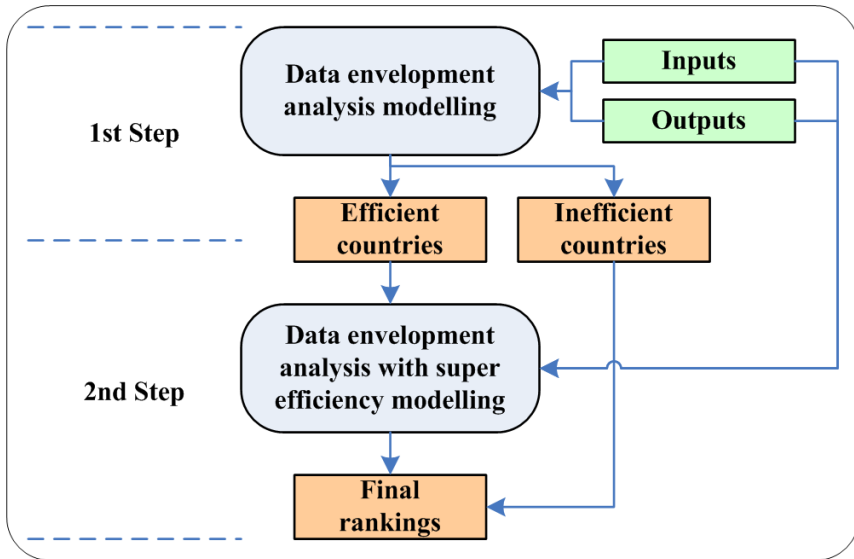 Data envelopment
analysis modelling
Inputs
Outputs
1st Step
Efficient
countries
Inefficient
countries
Data envelopment
analysis with super
efficiency modelling
2nd Step
Final
rankings